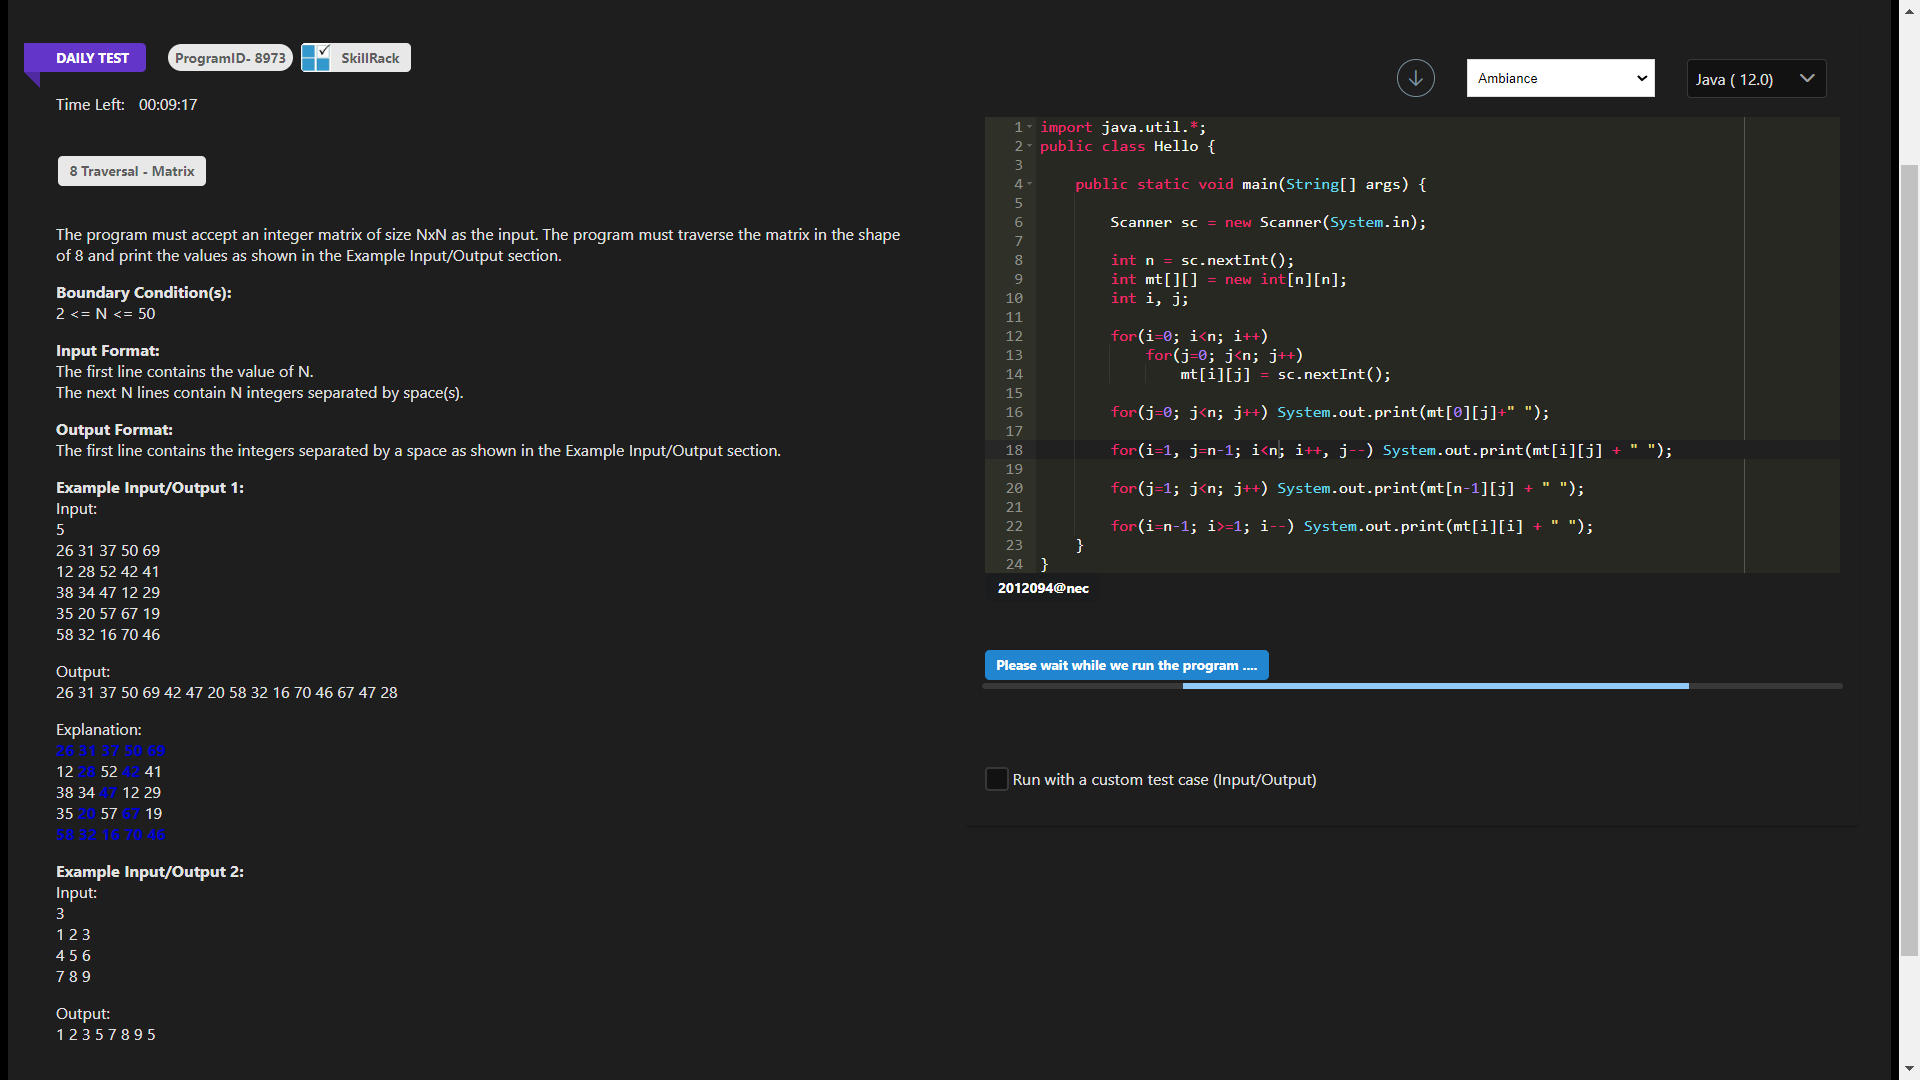 DAILY TEST
ProgramID- 8973
SkillRack
Time Left: 00:09:17
8 Traversal - Matrix
The program must accept an integer matrix of size NxN as the input. The program must traverse the matrix in the shape
of 8 and print the values as shown in the Example Input/Output section.
Boundary Condition(s):
2 <= N <= 50
Input Format:
The first line contains the value of N.
The next N lines contain N integers separated by space(s).
Output Format:
The first line contains the integers separated by a space as shown in the Example Input/Output section.
Example Input/Output 1:
Input:
5
26 31 37 50 69
12 28 52 42 41
38 34 47 12 29
35 20 57 67 19
58 32 16 70 46
Output:
26 31 37 50 69 42 47 20 58 32 16 70 46 67 47 28
Explanation:
26 31 37 50 69
12 28 52 42 41
38 34 47 12 29
35 20 57 67 19
58 32 16 70 46
Example Input/Output 2:
Input:
3
1 2 3
4 5 6
7 8 9
Output:
1 2 3 5 7 8 9 5
Ambiance
Java ( 12.0)
1 import java.util.*;
2 public class Hello {
3
4 public static void main(String[] args) {
5
6 Scanner sc = new Scanner(System.in);
7
8 int n = sc.nextInt();
9 int mt[][] = new int[n][n];
10 int i, j;
11
12 for(i=0; i<n; i++)
13 for(j=0; j<n; j++)
14 mt[i][j] = sc.nextInt();
15
16 for(j=0; j<n; j++) System.out.print(mt[0][j]+" ");
17
18 for(i=1, j=n-1; i<n; i++, j--) System.out.print(mt[i][j] + " ");
19
20 for(j=1; j<n; j++) System.out.print(mt[n-1][j] + " ");
21
22 for(i=n-1; i>=1; i--) System.out.print(mt[i][i] + " ");
23 }
24 }
2012094@nec
Please wait while we run the program ....
Run with a custom test case (Input/Output)